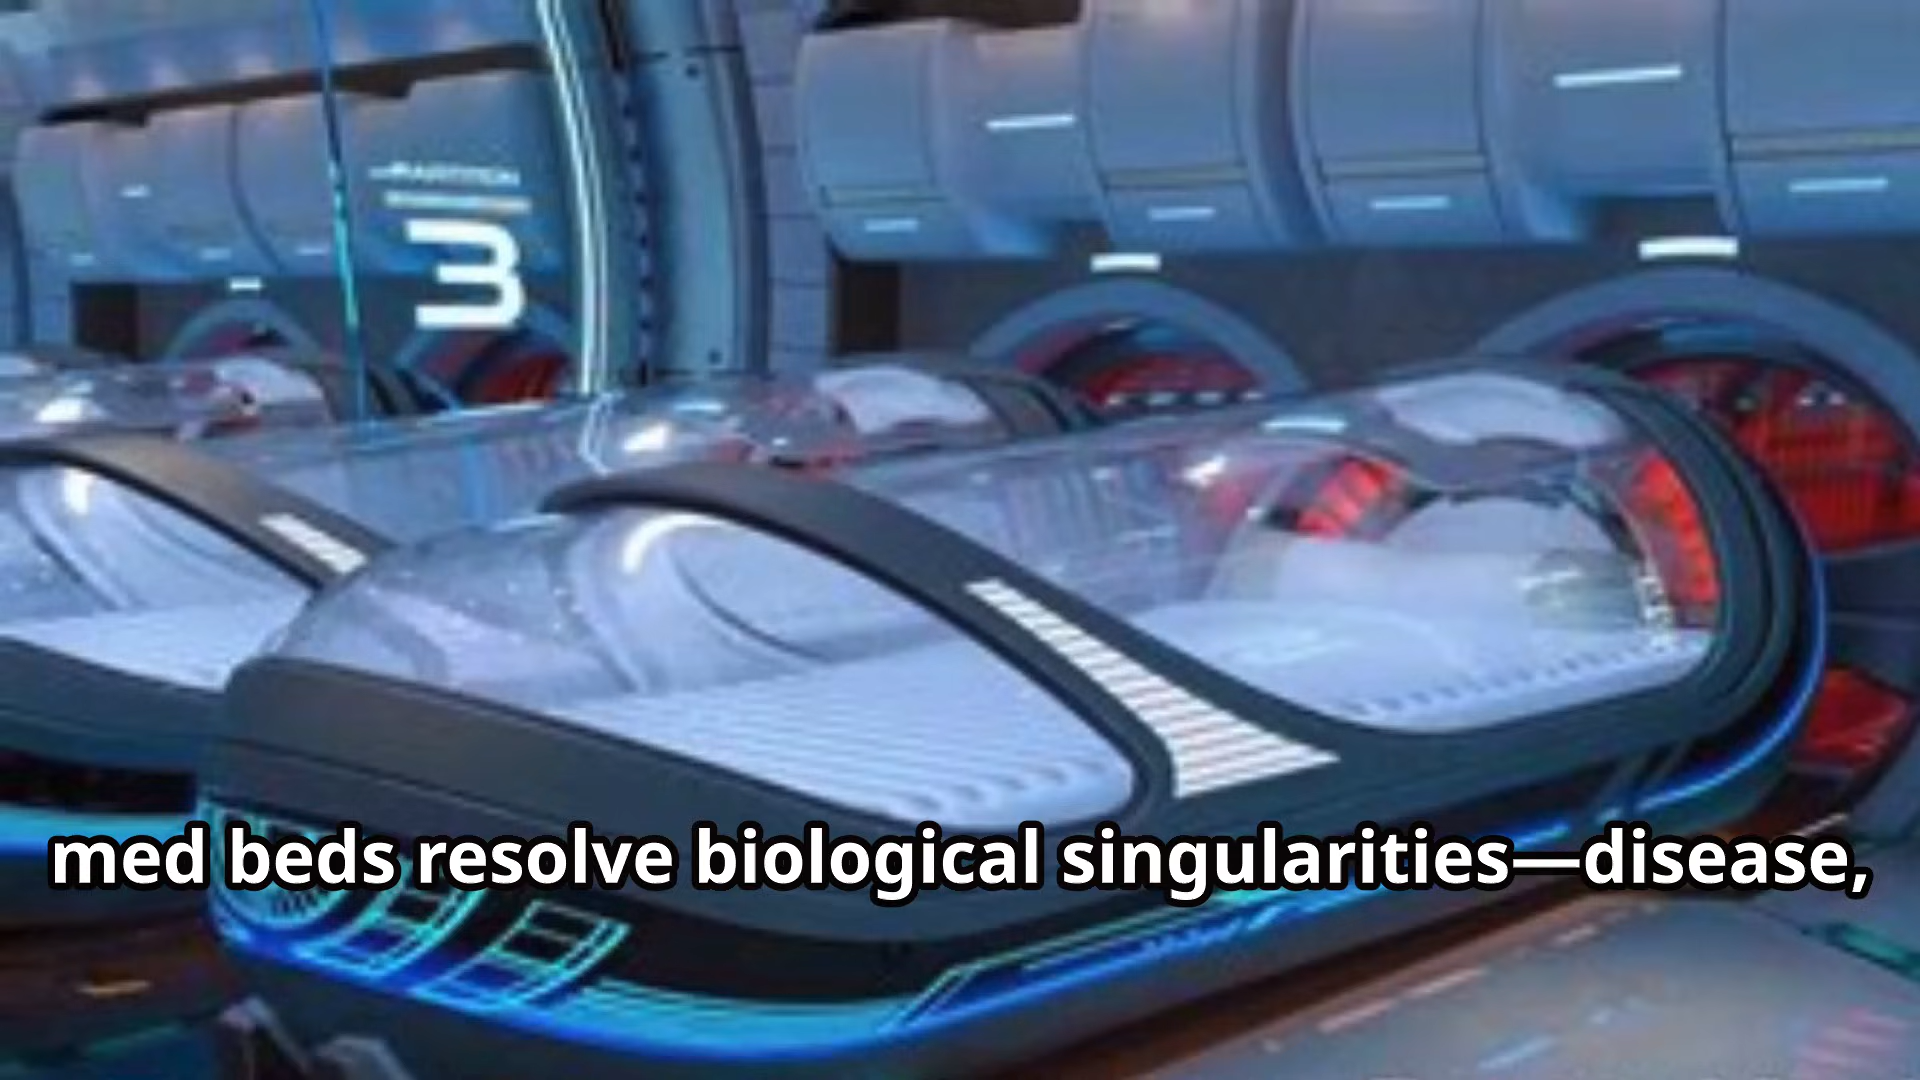 3
med beds resolve biological singularities—disease,